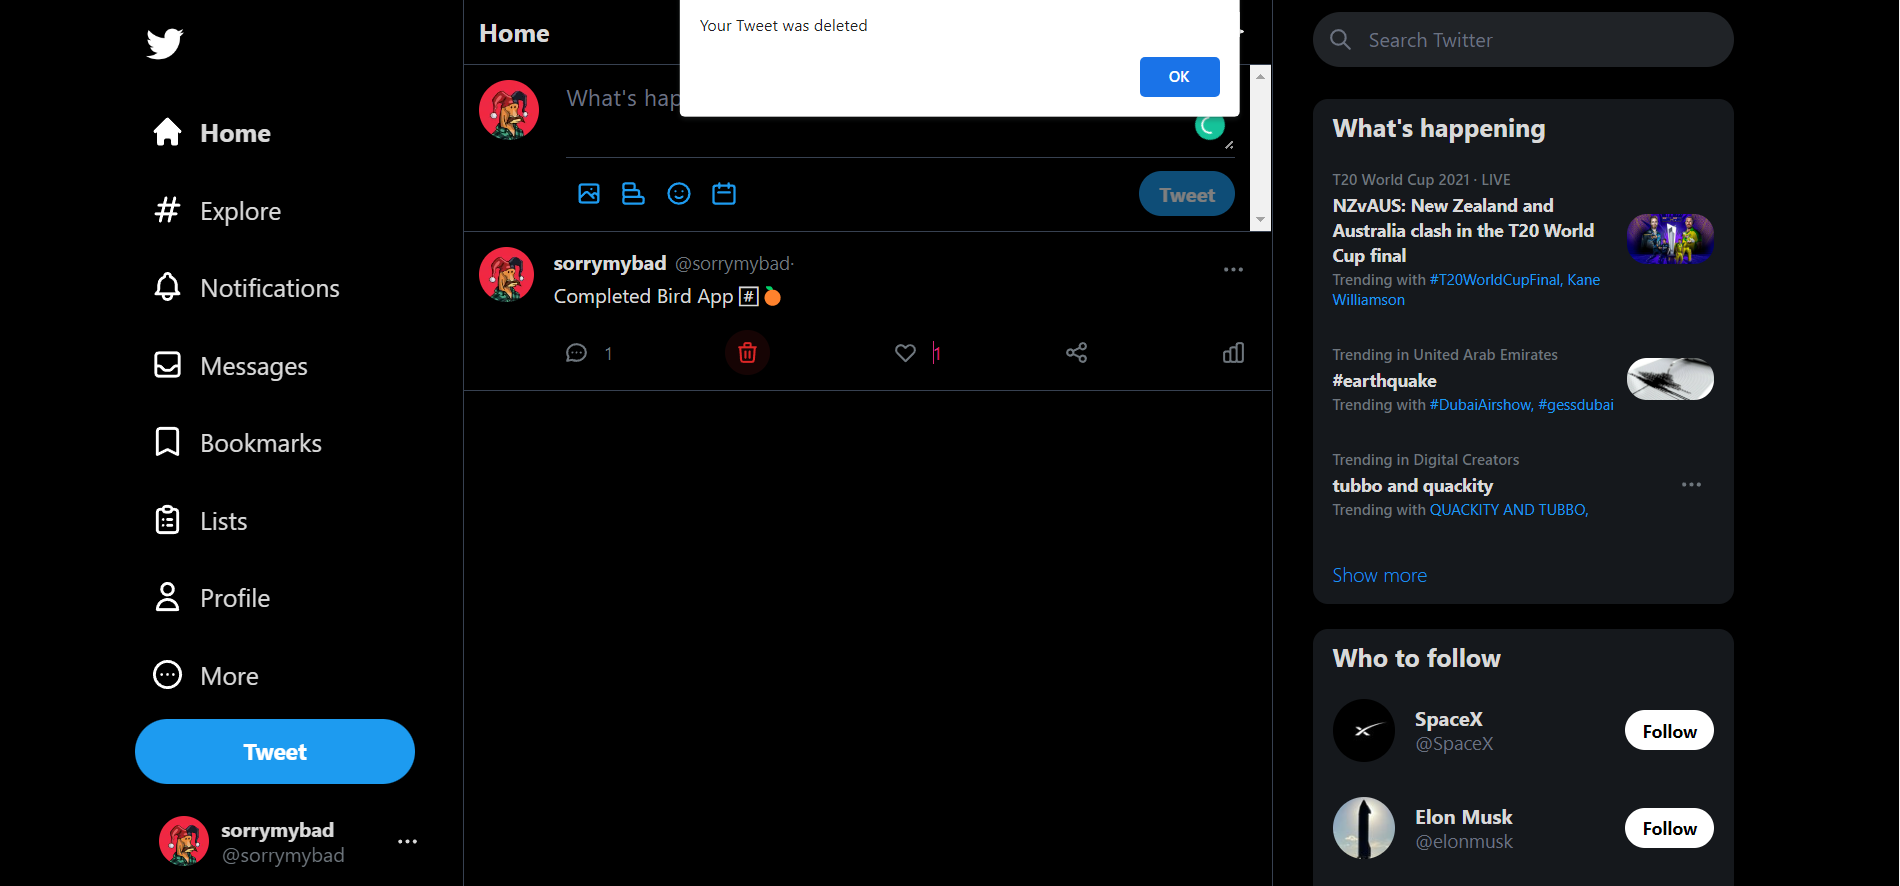 Home
Explore
Notifications
Messages
Bookmarks
Lists
Profile
More
Tweet
sorrymybad
@sorrymybad
Home
Your Tweet was deleted
OK
What's hap
Tweet
sorrymybad @sorrymybad·
Completed Bird App #️🍊
1
1
Search Twitter
What's happening
T20 World Cup 2021 · LIVE
NZvAUS: New Zealand and
Australia clash in the T20 World
Cup final
Trending with #T20WorldCupFinal, Kane
Williamson
Trending in United Arab Emirates
#earthquake
Trending with #DubaiAirshow, #gessdubai
Trending in Digital Creators
tubbo and quackity
Trending with QUACKITY AND TUBBO,
Show more
Who to follow
SpaceX
@SpaceX
Follow
Elon Musk
@elonmusk
Follow